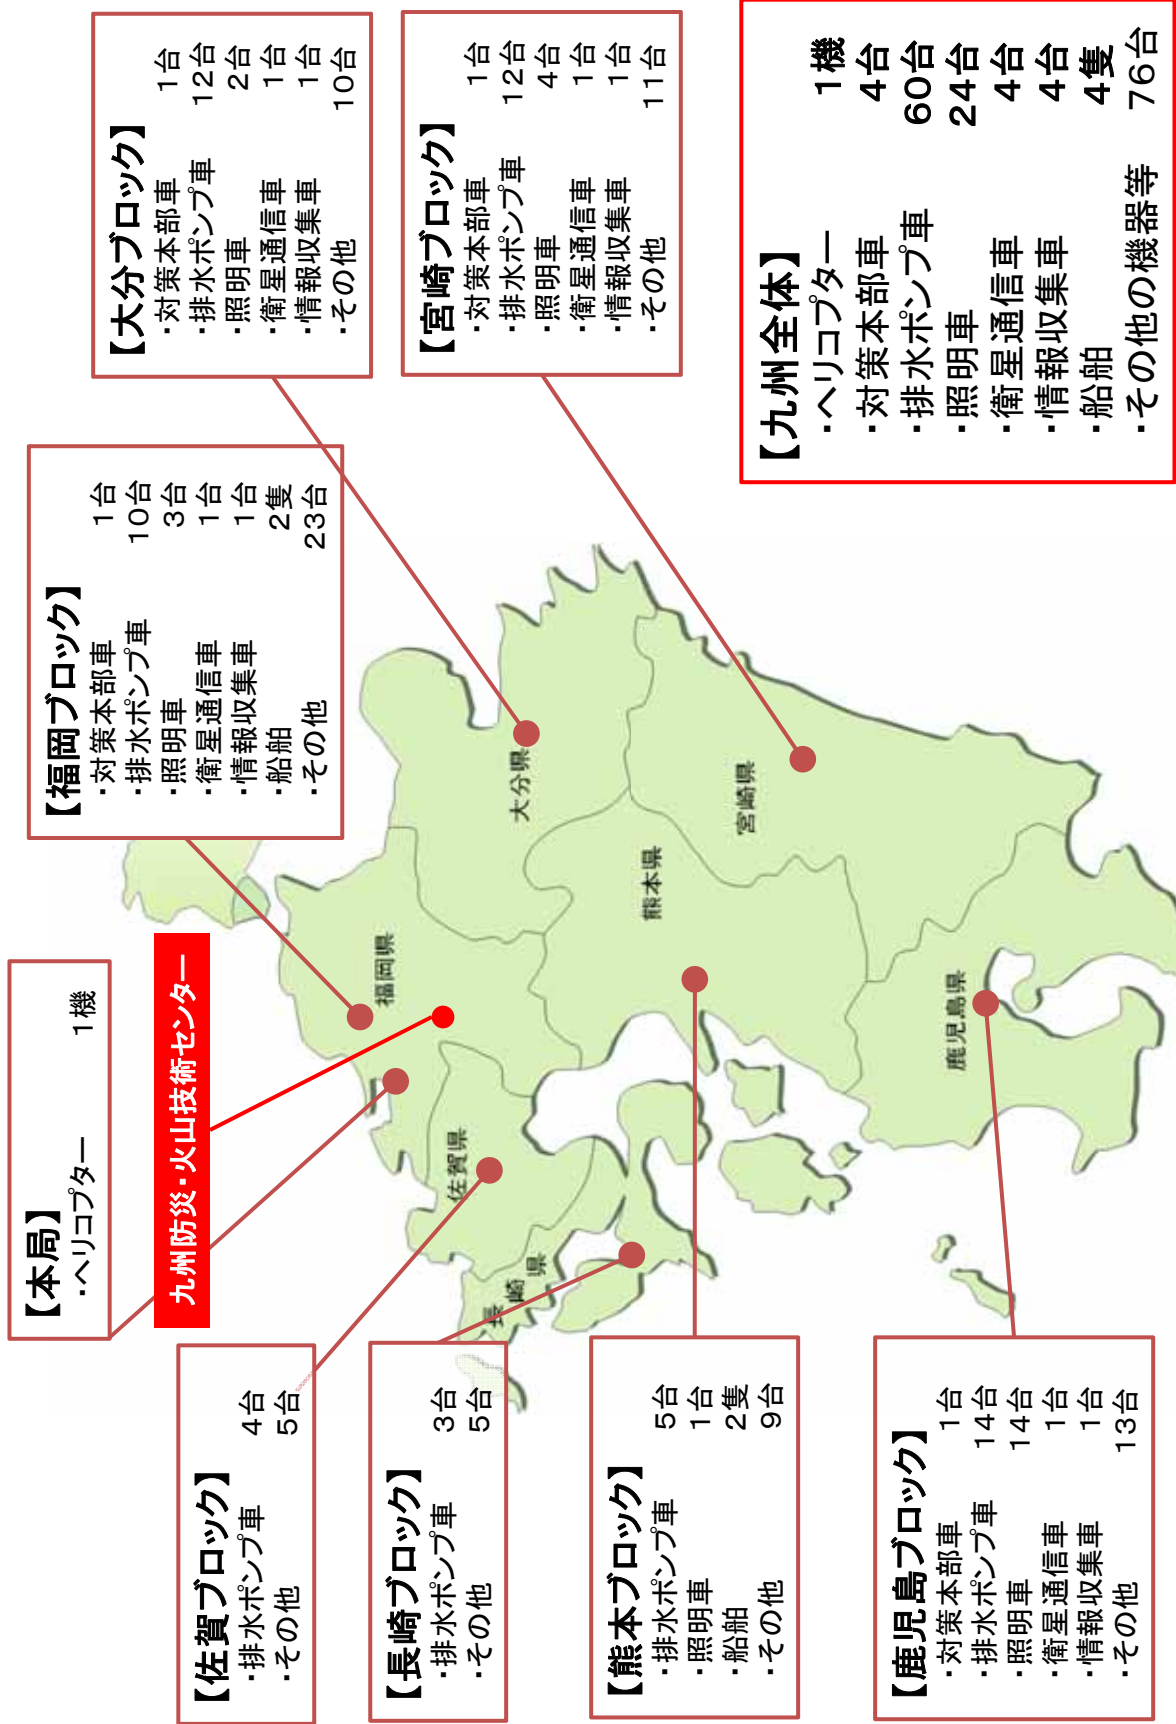 【本局】
・ヘリコプター 1機
九州防災・火山技術センター
【福岡ブロック】
・対策本部車 1台
・排水ポンプ車 10台
・照明車 3台
・衛星通信車 1台
・情報収集車 1台
・船舶 2隻
・その他 23台
【大分ブロック】
・対策本部車 1台
・排水ポンプ車 12台
・照明車 2台
・衛星通信車 1台
・情報収集車 1台
・その他 10台
【佐賀ブロック】
・排水ポンプ車 4台
・その他 5台
【長崎ブロック】
・排水ポンプ車 3台
・その他 5台
【熊本ブロック】
・排水ポンプ車 5台
・照明車 1台
・船舶 2隻
・その他 9台
【鹿児島ブロック】
・対策本部車 1台
・排水ポンプ車 14台
・照明車 14台
・衛星通信車 1台
・情報収集車 1台
・その他 13台
【宮崎ブロック】
・対策本部車 1台
・排水ポンプ車 12台
・照明車 4台
・衛星通信車 1台
・情報収集車 1台
・その他 11台
【九州全体】
・ヘリコプター 1機
・対策本部車 4台
・排水ポンプ車 60台
・照明車 24台
・衛星通信車 4台
・情報収集車 4台
・船舶 4隻
・その他の機器等 76台
福岡県
佐賀県
長崎県
大分県
熊本県
宮崎県
鹿児島県